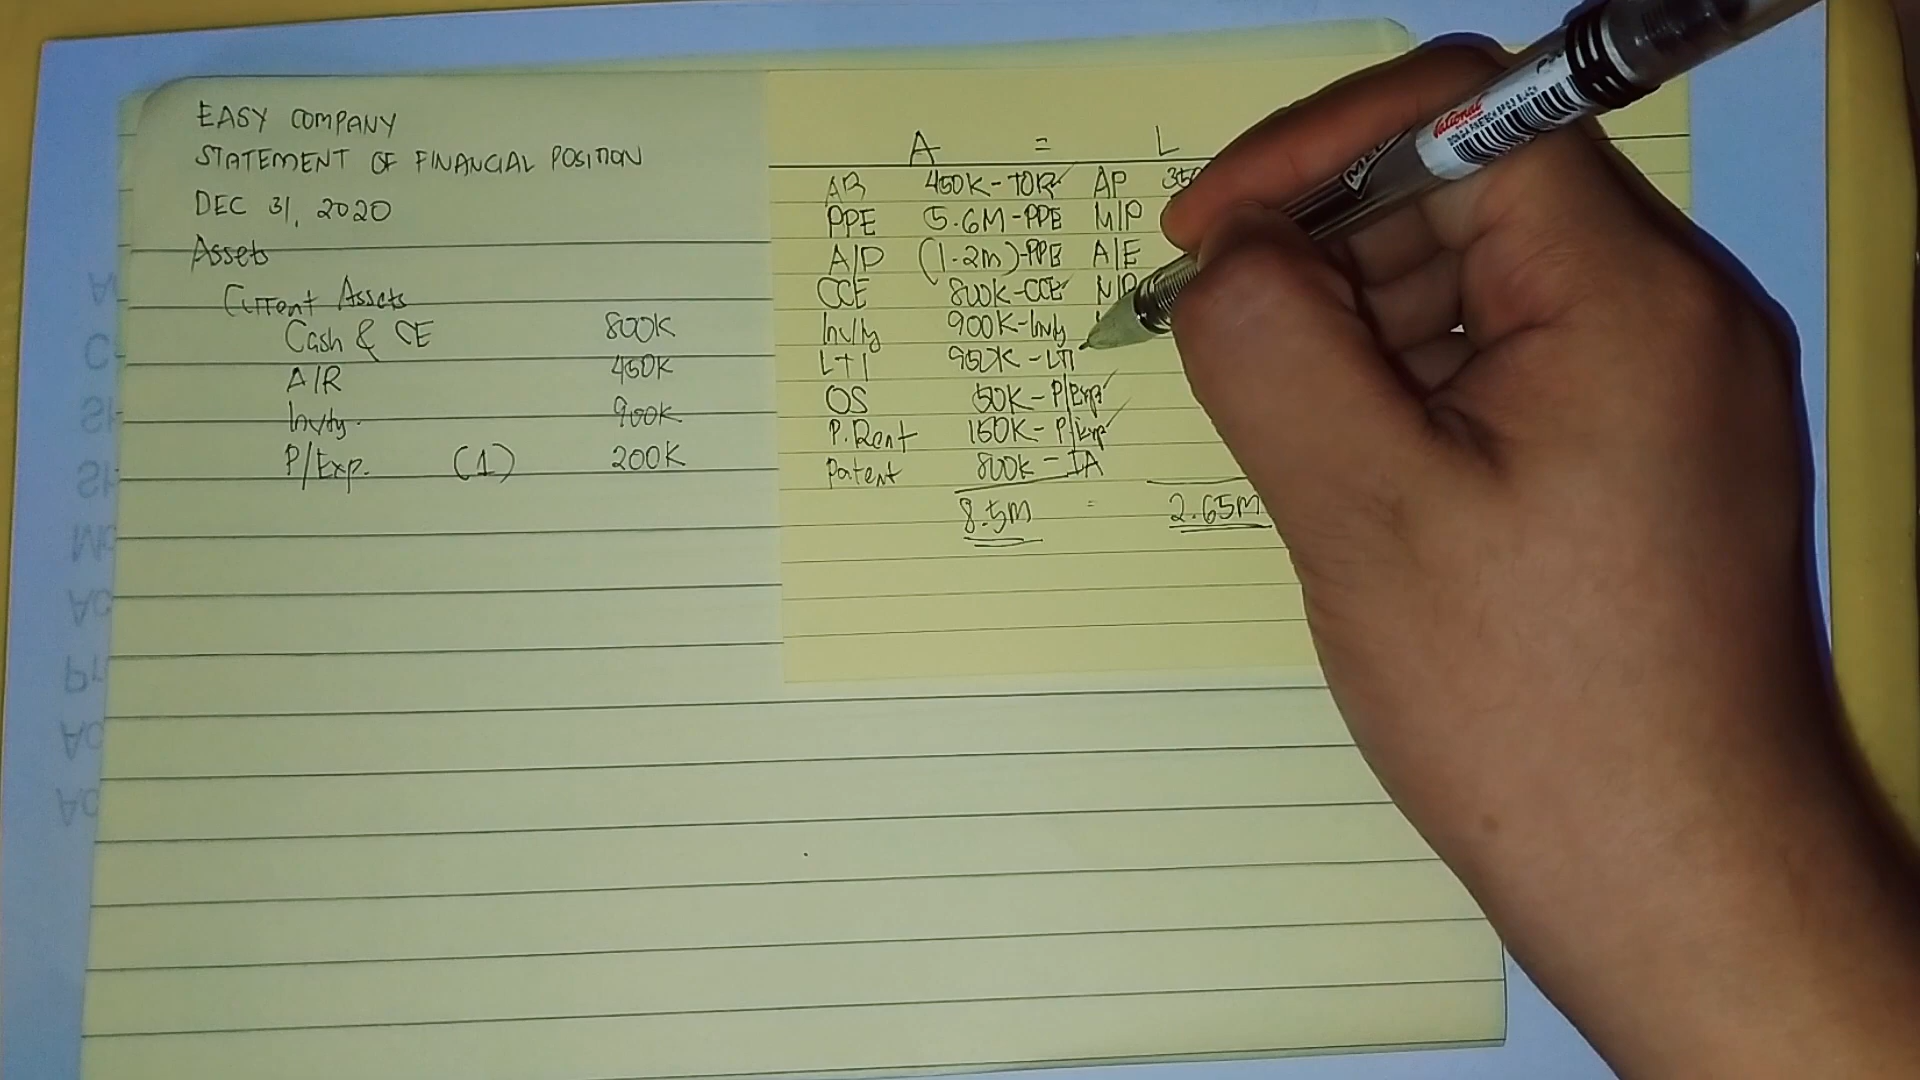 EASY COMPANY
STATEMENT OF FINANCIAL POSITION
DEC 31, 2020
Assets
Current Assets
Cash & CE 800K
A/R 450K
Invty. 900K
P/Exp. (1) 200K
A = L
AR 450K - TOR AP
PPE 5.6M - PPE N/P
A/D (1.2m) - PPE A/E
CCE 800K - CCE
Invty 900K - Invty
LTI 950K - LTI
OS 50K - P/Exp
P. Rent 150K - P/Exp
Patent 800K - IA
8.5m = 2.65M